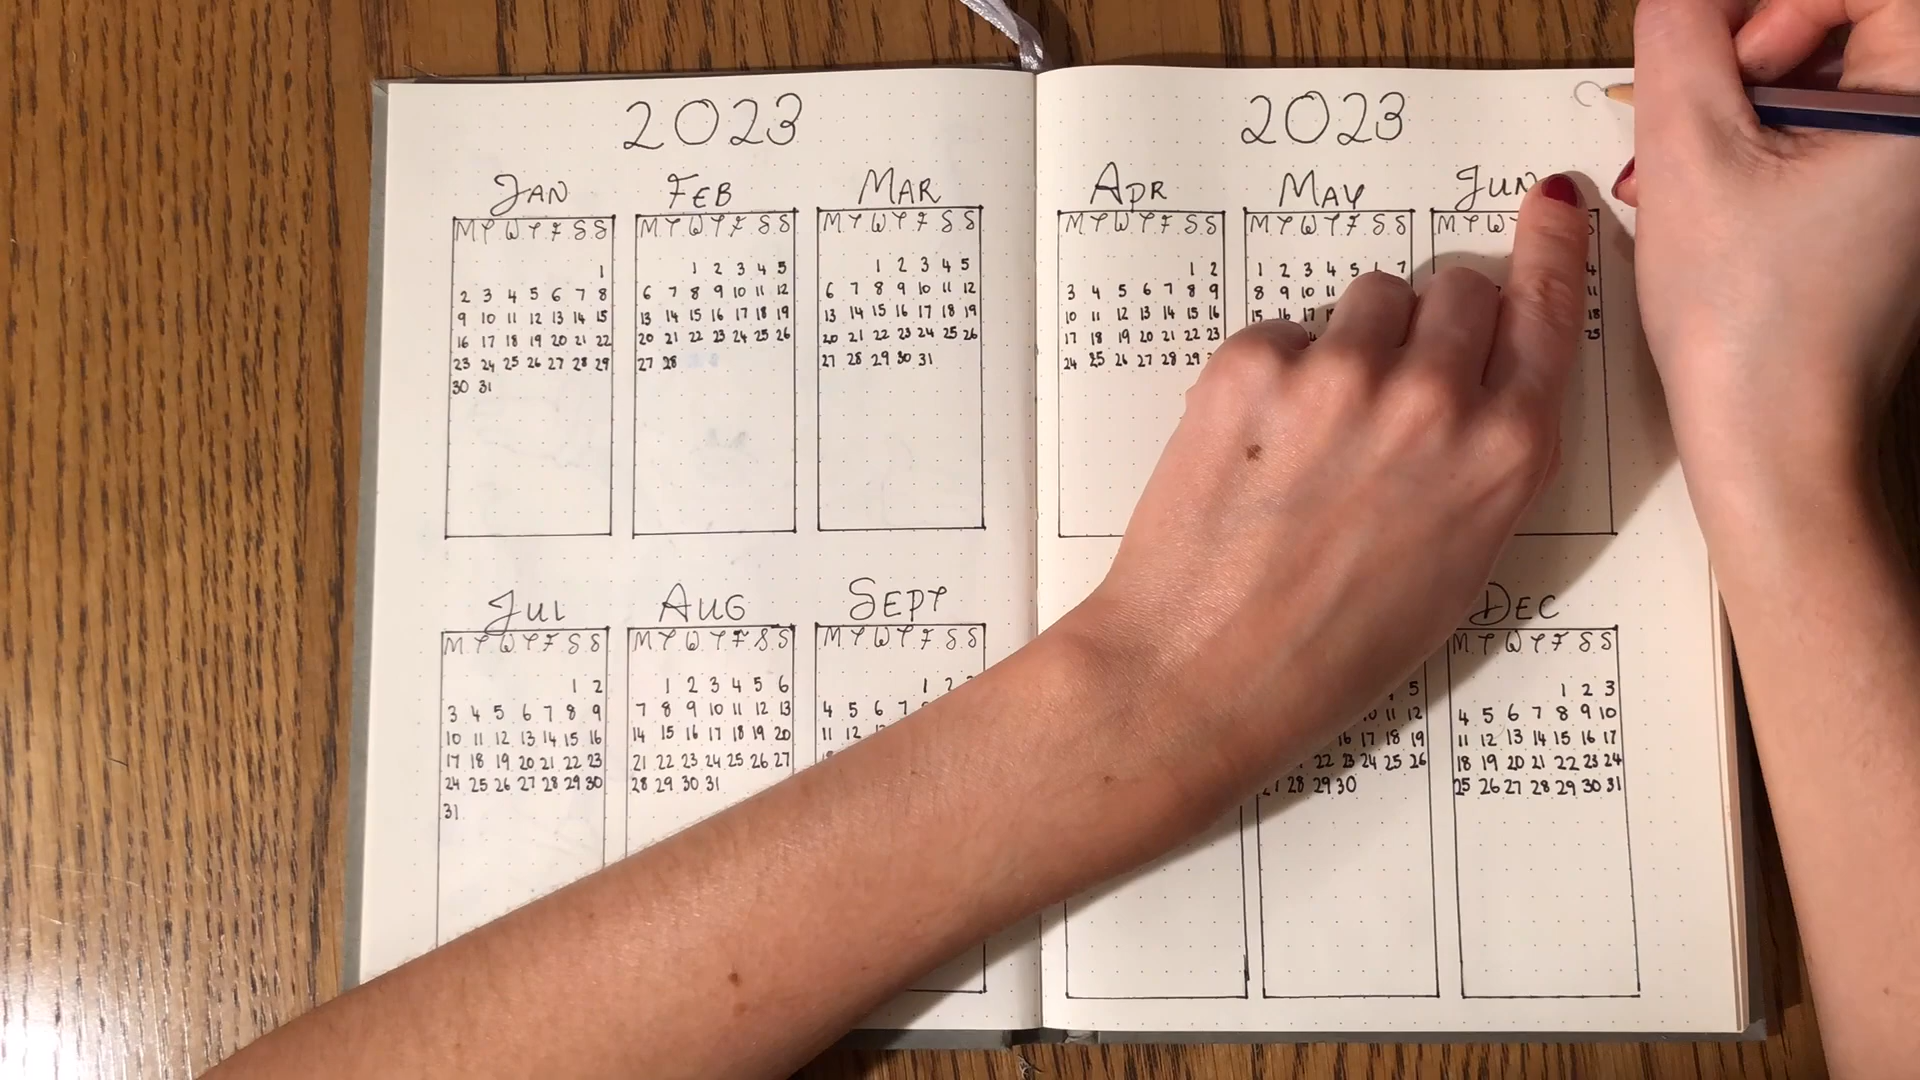 2023
JAN
M T W T F S S
1
2 3 4 5 6 7 8
9 10 11 12 13 14 15
16 17 18 19 20 21 22
23 24 25 26 27 28 29
30 31
FEB
M T W T F S S
1 2 3 4 5
6 7 8 9 10 11 12
13 14 15 16 17 18 19
20 21 22 23 24 25 26
27 28
MAR
M T W T F S S
1 2 3 4 5
6 7 8 9 10 11 12
13 14 15 16 17 18 19
20 21 22 23 24 25 26
27 28 29 30 31
JUL
M T W T F S S
1 2
3 4 5 6 7 8 9
10 11 12 13 14 15 16
17 18 19 20 21 22 23
24 25 26 27 28 29 30
31
AUG
M T W T F S S
1 2 3 4 5 6
7 8 9 10 11 12 13
14 15 16 17 18 19 20
21 22 23 24 25 26 27
28 29 30 31
SEPT
M T W T F S S
1 2
4 5 6 7
11 12
2023
APR
M T W T F S S
1 2
3 4 5 6 7 8 9
10 11 12 13 14 15 16
17 18 19 20 21 22 23
24 25 26 27 28 29
MAY
M T W T F S S
1 2 3 4 5 6 7
8 9 10 11
15 16 17
JUN
M T W S
4
11
18
25
5
11 12
16 17 18 19
22 23 24 25 26
28 29 30
DEC
M T W T F S S
1 2 3
4 5 6 7 8 9 10
11 12 13 14 15 16 17
18 19 20 21 22 23 24
25 26 27 28 29 30 31